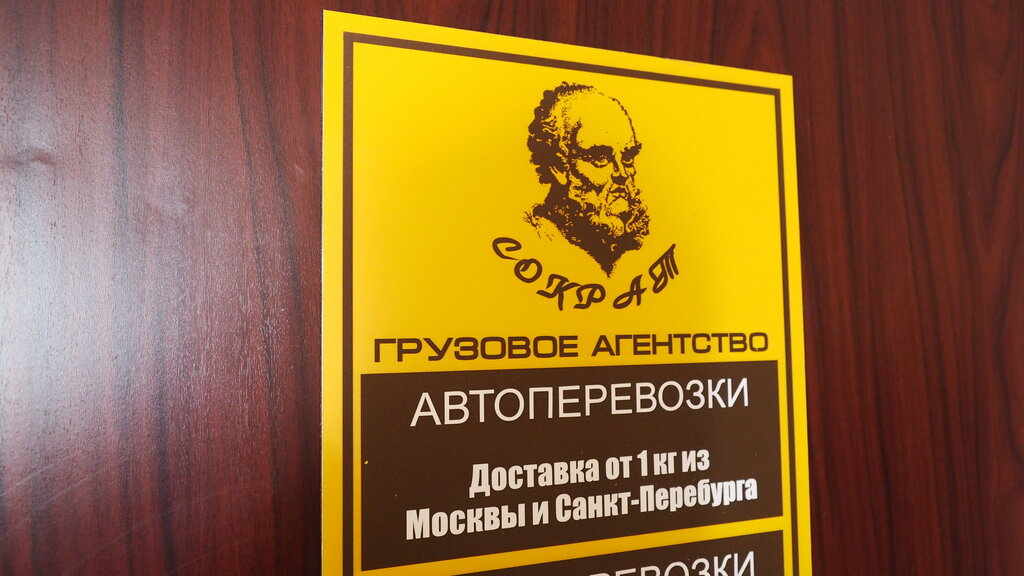 СОКРАТ
ГРУЗОВОЕ АГЕНТСТВО
АВТОПЕРЕВОЗКИ
Доставка от 1 кг из
Москвы и Санкт-Перебурга